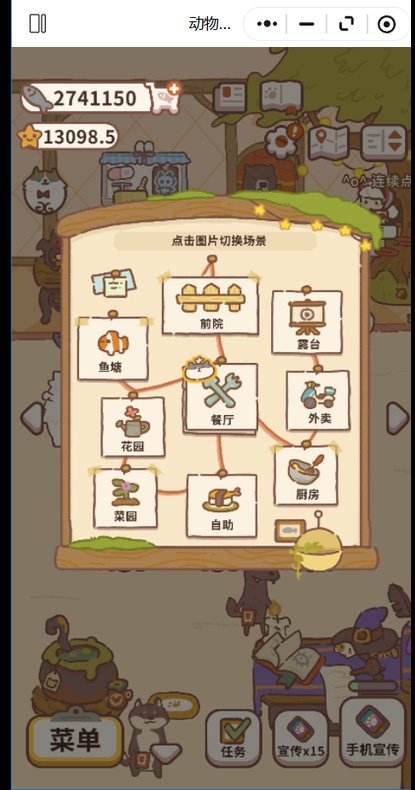 动物...
2741150
13098.5
^o^连续点
点击图片切换场景
前院
露台
鱼塘
餐厅
外卖
花园
厨房
菜园
自助
菜单
任务
宣传x15
手机宣传